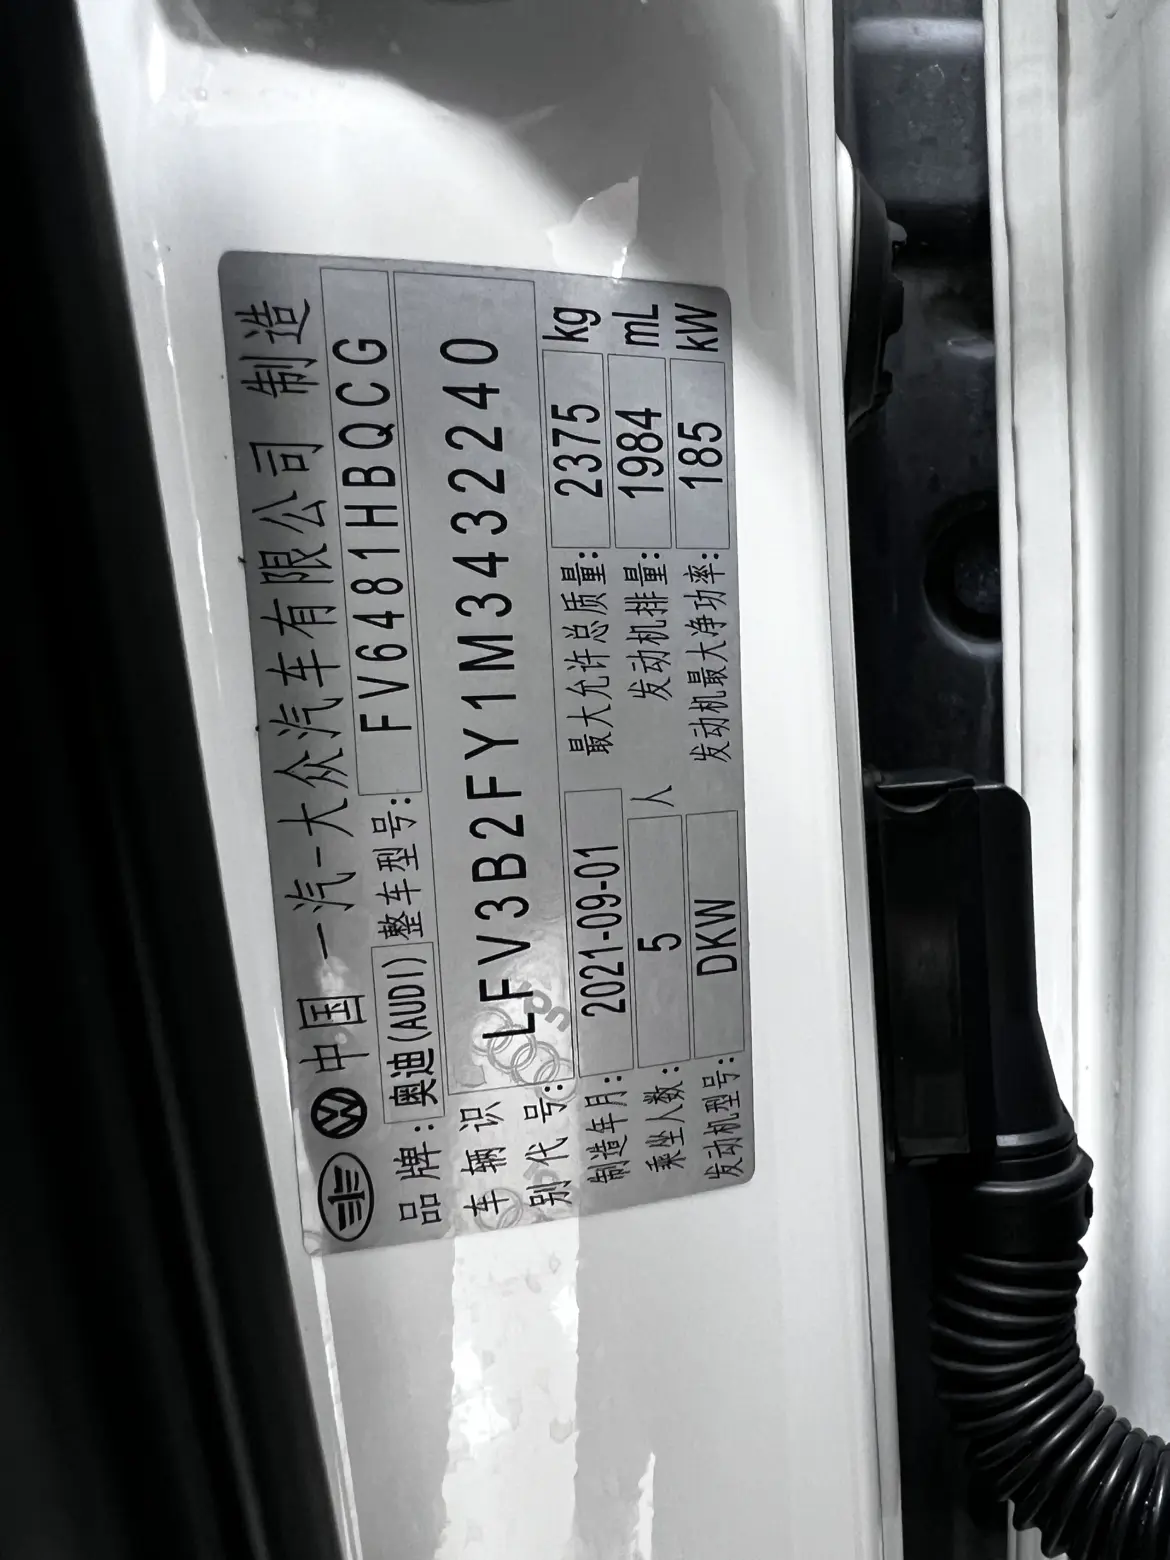 中国 一汽-大众汽车有限公司 制造
品牌: 奥迪(AUDI) 整车型号: FV6481HBQCG
车辆识别代号: LFV3B2FY1M3432240
制造年月: 2021-09-01 最大允许总质量: 2375 kg
乘坐人数: 5 人 发动机排量: 1984 mL
发动机型号: DKW 发动机最大净功率: 185 kW